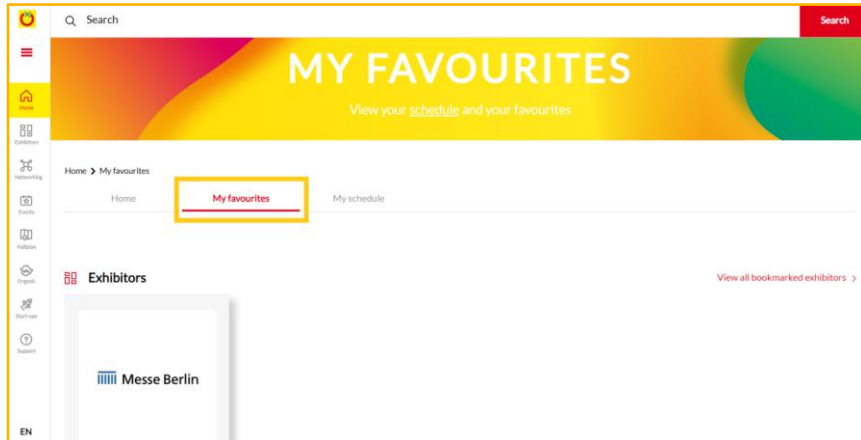 Search
Search
MY FAVOURITES
View your schedule and your favourites
Home
Exhibitors
Networking
Events
Hallplan
Organic
Start-ups
Support
EN
Home > My favourites
Home
My favourites
My schedule
Exhibitors
View all bookmarked exhibitors >
Messe Berlin